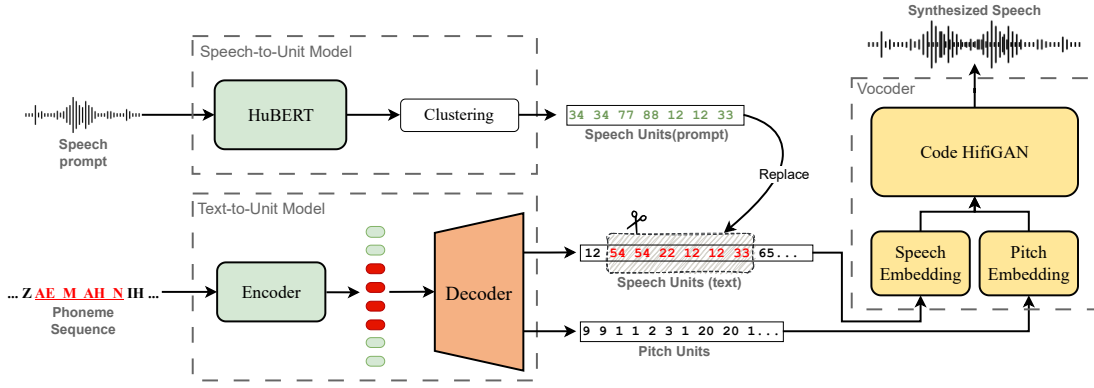 Synthesized Speech
Speech-to-Unit Model
HuBERT
Clustering
Speech
prompt
34 34 77 88 12 12 33
Speech Units(prompt)
Replace
Vocoder
Code HifiGAN
Speech
Embedding
Pitch
Embedding
Text-to-Unit Model
... Z AE M AH N IH ...
Phoneme
Sequence
Encoder
Decoder
12 54 54 22 12 12 33 65...
Speech Units (text)
9 9 1 1 2 3 1 20 20 1...
Pitch Units